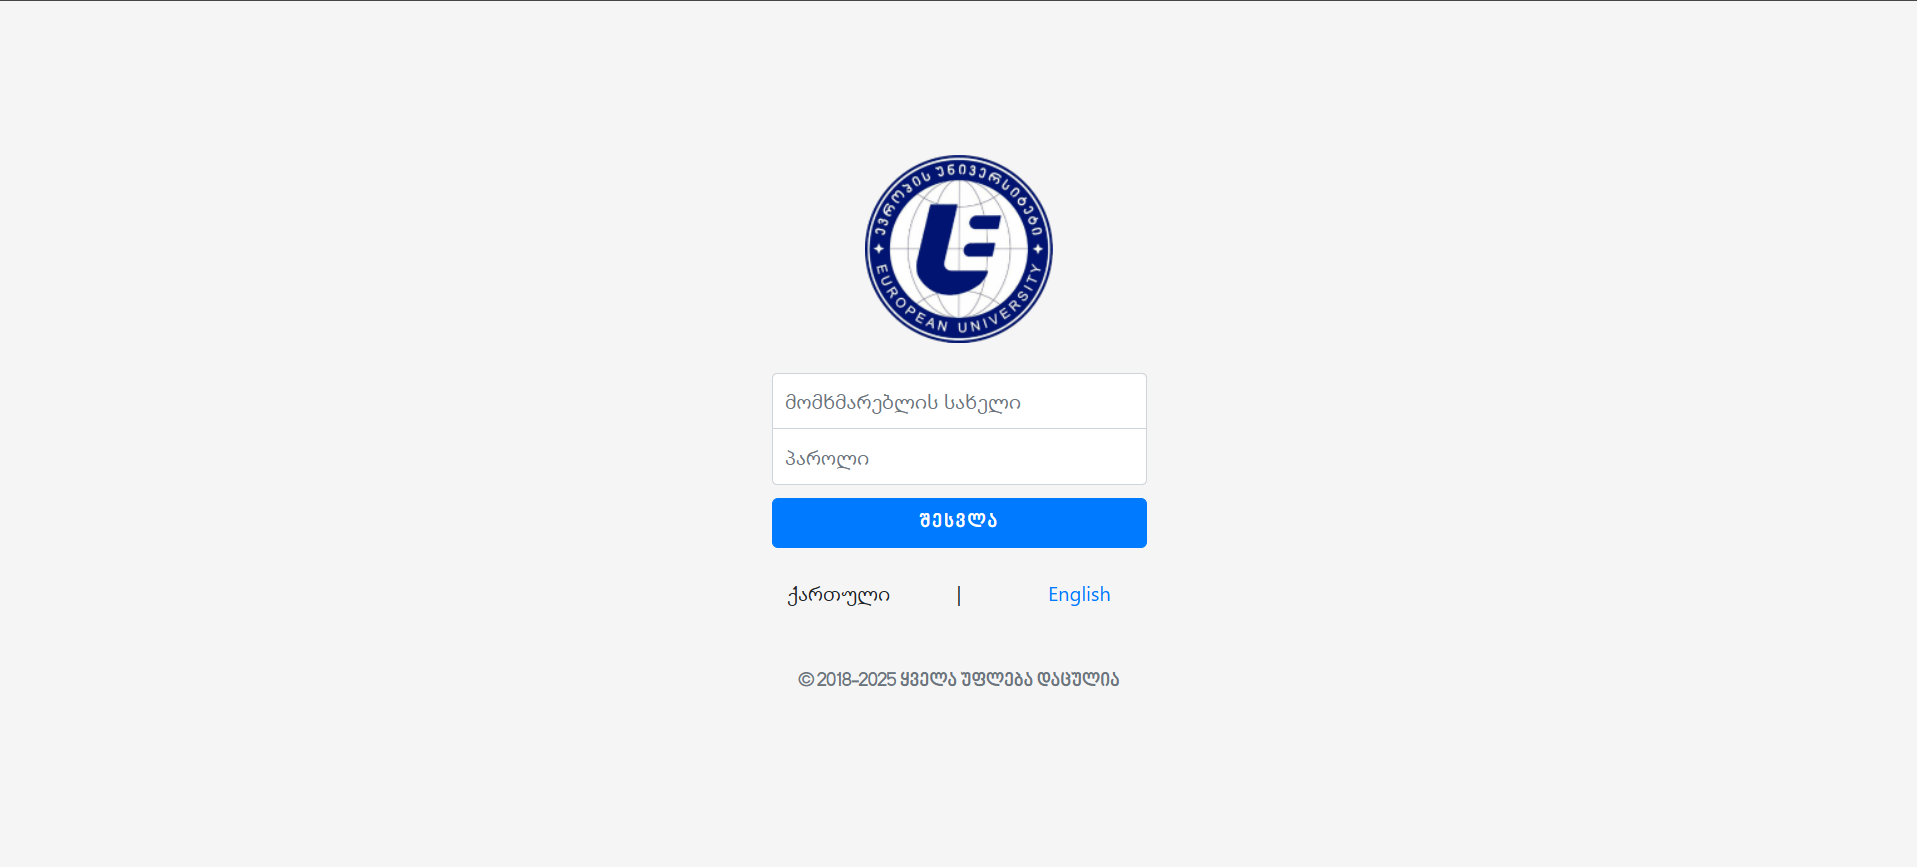 ევროპის უნივერსიტეტი
EUROPEAN UNIVERSITY
მომხმარებლის სახელი
პაროლი
შესვლა
ქართული | English
© 2018-2025 ყველა უფლება დაცულია